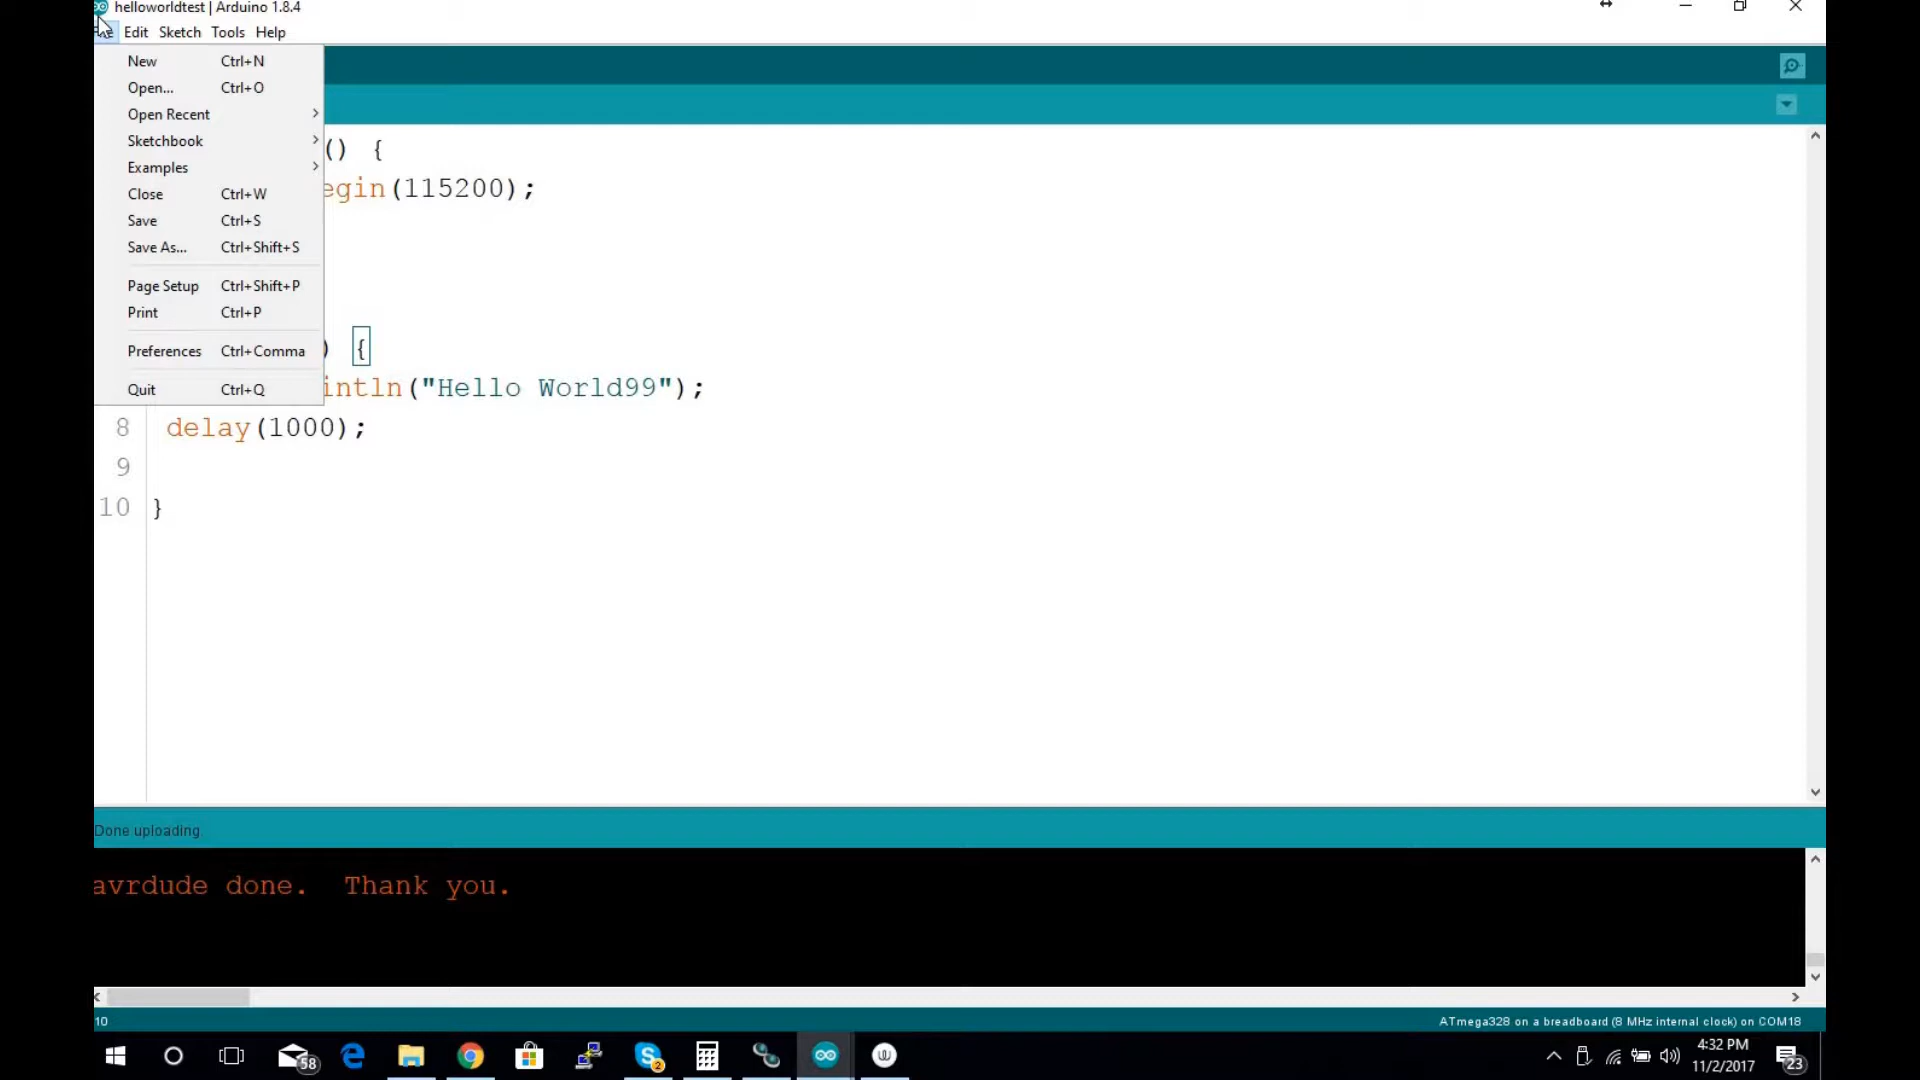 helloworldtest | Arduino 1.8.4
Edit Sketch Tools Help
New Ctrl+N
Open... Ctrl+O
Open Recent
Sketchbook
Examples
Close Ctrl+W
Save Ctrl+S
Save As... Ctrl+Shift+S
Page Setup Ctrl+Shift+P
Print Ctrl+P
Preferences Ctrl+Comma
Quit Ctrl+Q
() {
egin(115200);
) {
intln("Hello World99");
8 delay(1000);
9
10 }
Done uploading.
avrdude done. Thank you.
10
ATmega328 on a breadboard (8 MHz internal clock) on COM18
58
2
4:32 PM
11/2/2017
23